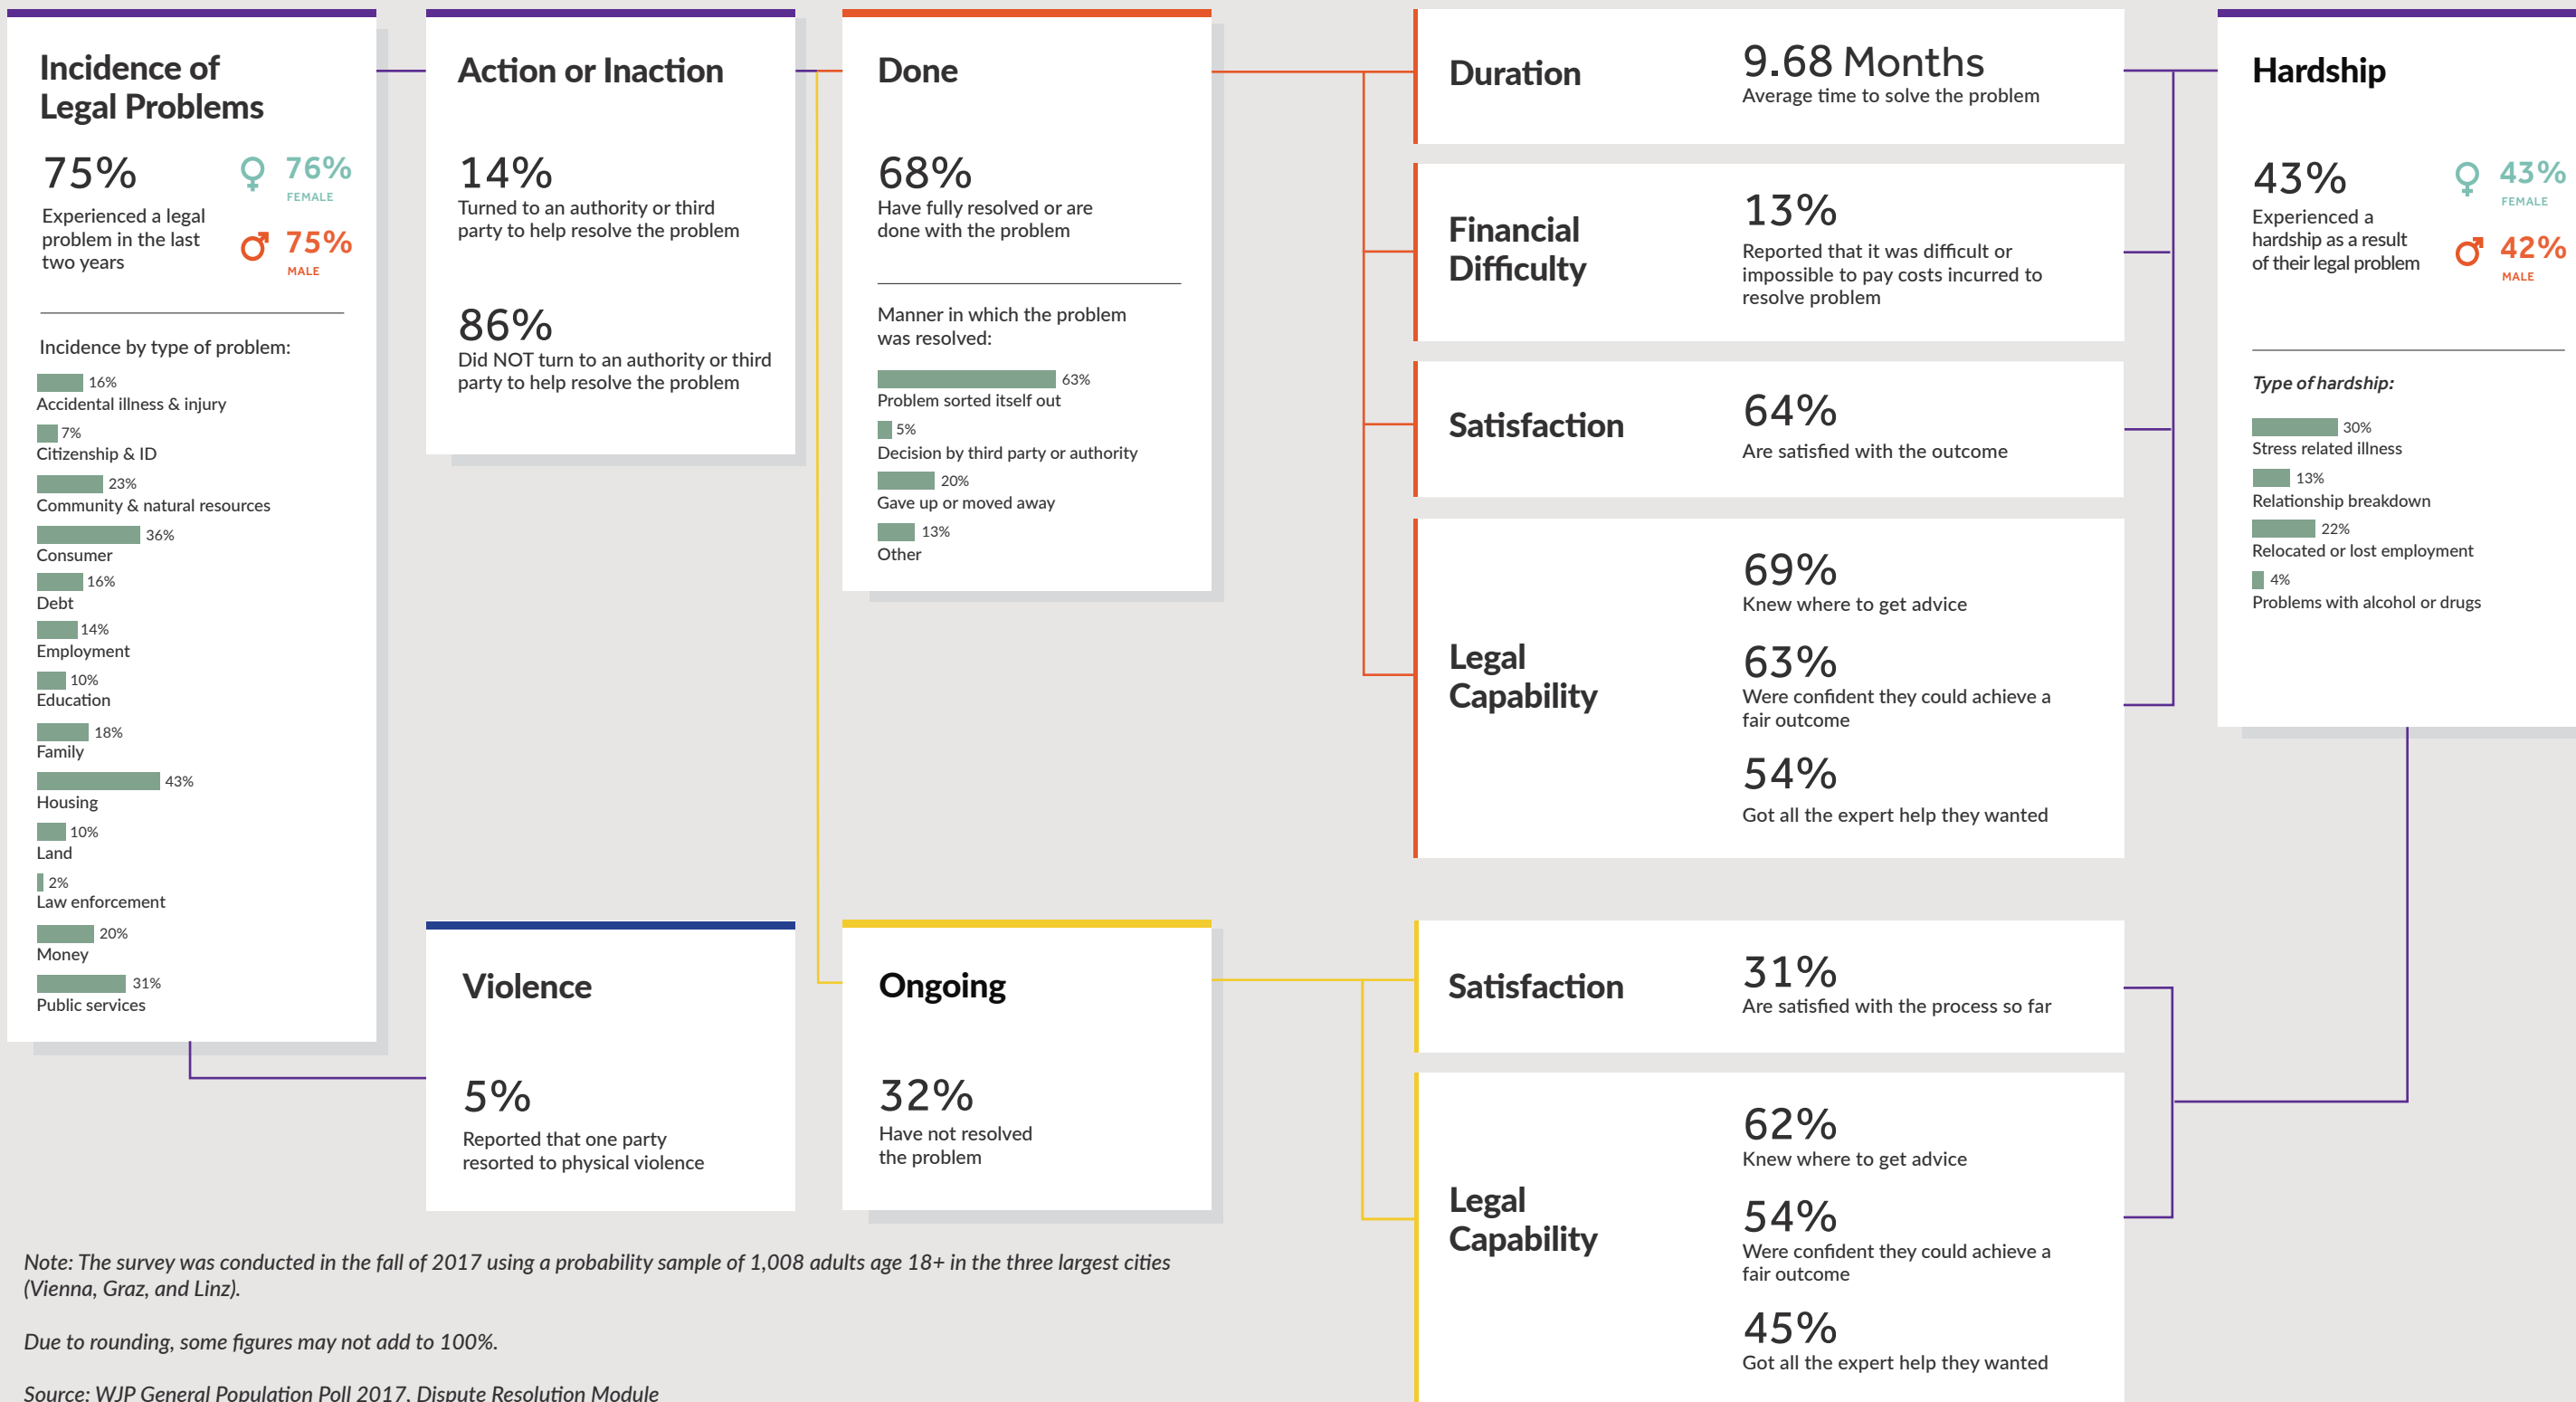 Incidence of
Legal Problems
75%
Experienced a legal
problem in the last
two years
76%
FEMALE
75%
MALE
Incidence by type of problem:
16%
Accidental illness & injury
7%
Citizenship & ID
23%
Community & natural resources
36%
Consumer
16%
Debt
14%
Employment
10%
Education
18%
Family
43%
Housing
10%
Land
2%
Law enforcement
20%
Money
31%
Public services
Action or Inaction
14%
Turned to an authority or third
party to help resolve the problem
86%
Did NOT turn to an authority or third
party to help resolve the problem
Violence
5%
Reported that one party
resorted to physical violence
Done
68%
Have fully resolved or are
done with the problem
Manner in which the problem
was resolved:
63%
Problem sorted itself out
5%
Decision by third party or authority
20%
Gave up or moved away
13%
Other
Ongoing
32%
Have not resolved
the problem
Duration
9.68 Months
Average time to solve the problem
Financial
Difficulty
13%
Reported that it was difficult or
impossible to pay costs incurred to
resolve problem
Satisfaction
64%
Are satisfied with the outcome
Legal
Capability
69%
Knew where to get advice
63%
Were confident they could achieve a
fair outcome
54%
Got all the expert help they wanted
Satisfaction
31%
Are satisfied with the process so far
Legal
Capability
62%
Knew where to get advice
54%
Were confident they could achieve a
fair outcome
45%
Got all the expert help they wanted
Hardship
43%
Experienced a
hardship as a result
of their legal problem
43%
FEMALE
42%
MALE
Type of hardship:
30%
Stress related illness
13%
Relationship breakdown
22%
Relocated or lost employment
4%
Problems with alcohol or drugs
Note: The survey was conducted in the fall of 2017 using a probability sample of 1,008 adults age 18+ in the three largest cities
(Vienna, Graz, and Linz).
Due to rounding, some figures may not add to 100%.
Source: WJP General Population Poll 2017, Dispute Resolution Module